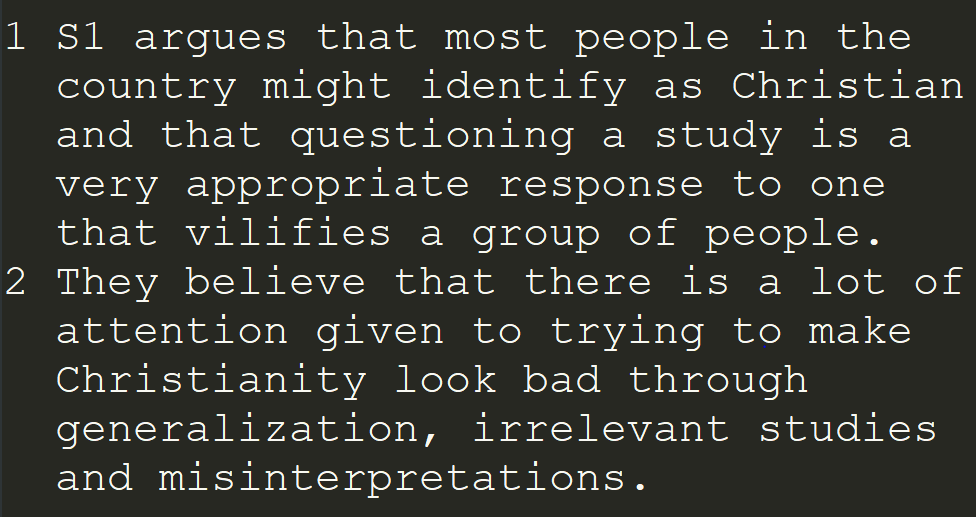 1 S1 argues that most people in the
country might identify as Christian
and that questioning a study is a
very appropriate response to one
that vilifies a group of people.
2 They believe that there is a lot of
attention given to trying to make
Christianity look bad through
generalization, irrelevant studies
and misinterpretations.